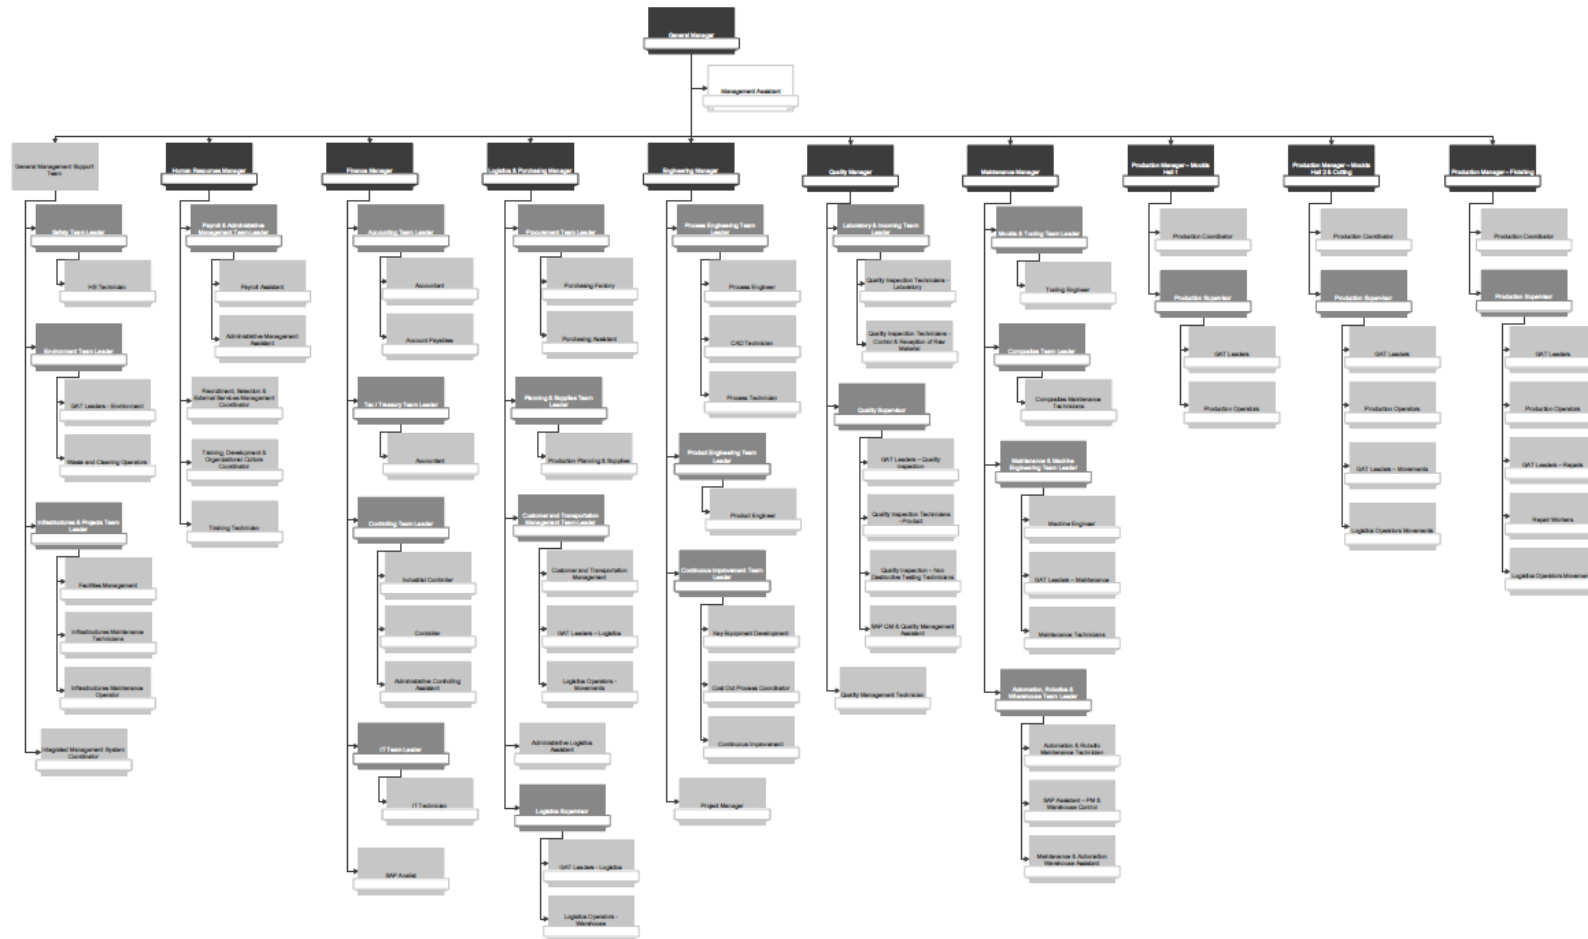 General Manager
Management Assistant
General Management Support
Team
Safety Team Leader
HSI Technician
Environment Team Leader
GAT Leaders - Environment
Waste and Cleaning Operators
Infrastructures & Projects Team
Leader
Facilities Management
Infrastructures Maintenance
Technicians
Infrastructures Maintenance
Operator
Integrated Management System
Coordinator
Human Resources Manager
Payroll & Administrative
Management Team Leader
Payroll Assistant
Administrative Management
Assistant
Recruitment, Selection &
External Services Management
Coordinator
Training, Development &
Organizational Culture
Coordinator
Training Technician
Finance Manager
Accounting Team Leader
Accountant
Account Payables
Tax / Treasury Team Leader
Accountant
Controlling Team Leader
Industrial Controller
Controller
Administrative Controlling
Assistant
IT Team Leader
IT Technician
SAP Analist
Logistics & Purchasing Manager
Procurement Team Leader
Purchasing Factory
Purchasing Assistant
Planning & Supplies Team
Leader
Production Planning & Supplies
Customer and Transportation
Management Team Leader
Customer and Transportation
Management
GAT Leaders - Logistics
Logistics Operators -
Movements
Administrative Logistics
Assistant
Logistics Supervisor
GAT Leaders - Logistics
Logistics Operators -
Warehouse
Engineering Manager
Process Engineering Team
Leader
Process Engineer
CAD Technician
Process Technician
Product Engineering Team
Leader
Product Engineer
Continuous Improvement Team
Leader
Key Equipment Development
Cost Out Process Coordinator
Continuous Improvement
Project Manager
Quality Manager
Laboratory & Incoming Team
Leader
Quality Inspection Technicians –
Laboratory
Quality Inspection Technicians –
Control & Reception of Raw
Material
Quality Supervisor
GAT Leaders – Quality
Inspection
Quality Inspection Technicians
– Product
Quality Inspection – Non
Destructive Testing Technicians
SAP QM & Quality Management
Assistant
Quality Management Technician
Maintenance Manager
Moulds & Tooling Team Leader
Tooling Engineer
Composites Team Leader
Composites Maintenance
Technicians
Maintenance & Machine
Engineering Team Leader
Machine Engineer
GAT Leaders – Maintenance
Maintenance Technicians
Automation, Robotics &
Wharehouse Team Leader
Automation & Robotic
Maintenance Technician
SAP Assistant – PM &
Warehouse Control
Maintenance & Automation
Warehouse Assistant
Production Manager – Moulds
Hall 1
Production Coordinator
Production Supervisor
GAT Leaders
Production Operators
Production Manager – Moulds
Hall 2 & Cutting
Production Coordinator
Production Supervisor
GAT Leaders
Production Operators
GAT Leaders – Movements
Logistics Operators Movements
Production Manager – Finishing
Production Coordinator
Production Supervisor
GAT Leaders
Production Operators
GAT Leaders – Repairs
Repair Workers
Logistics Operators Movement